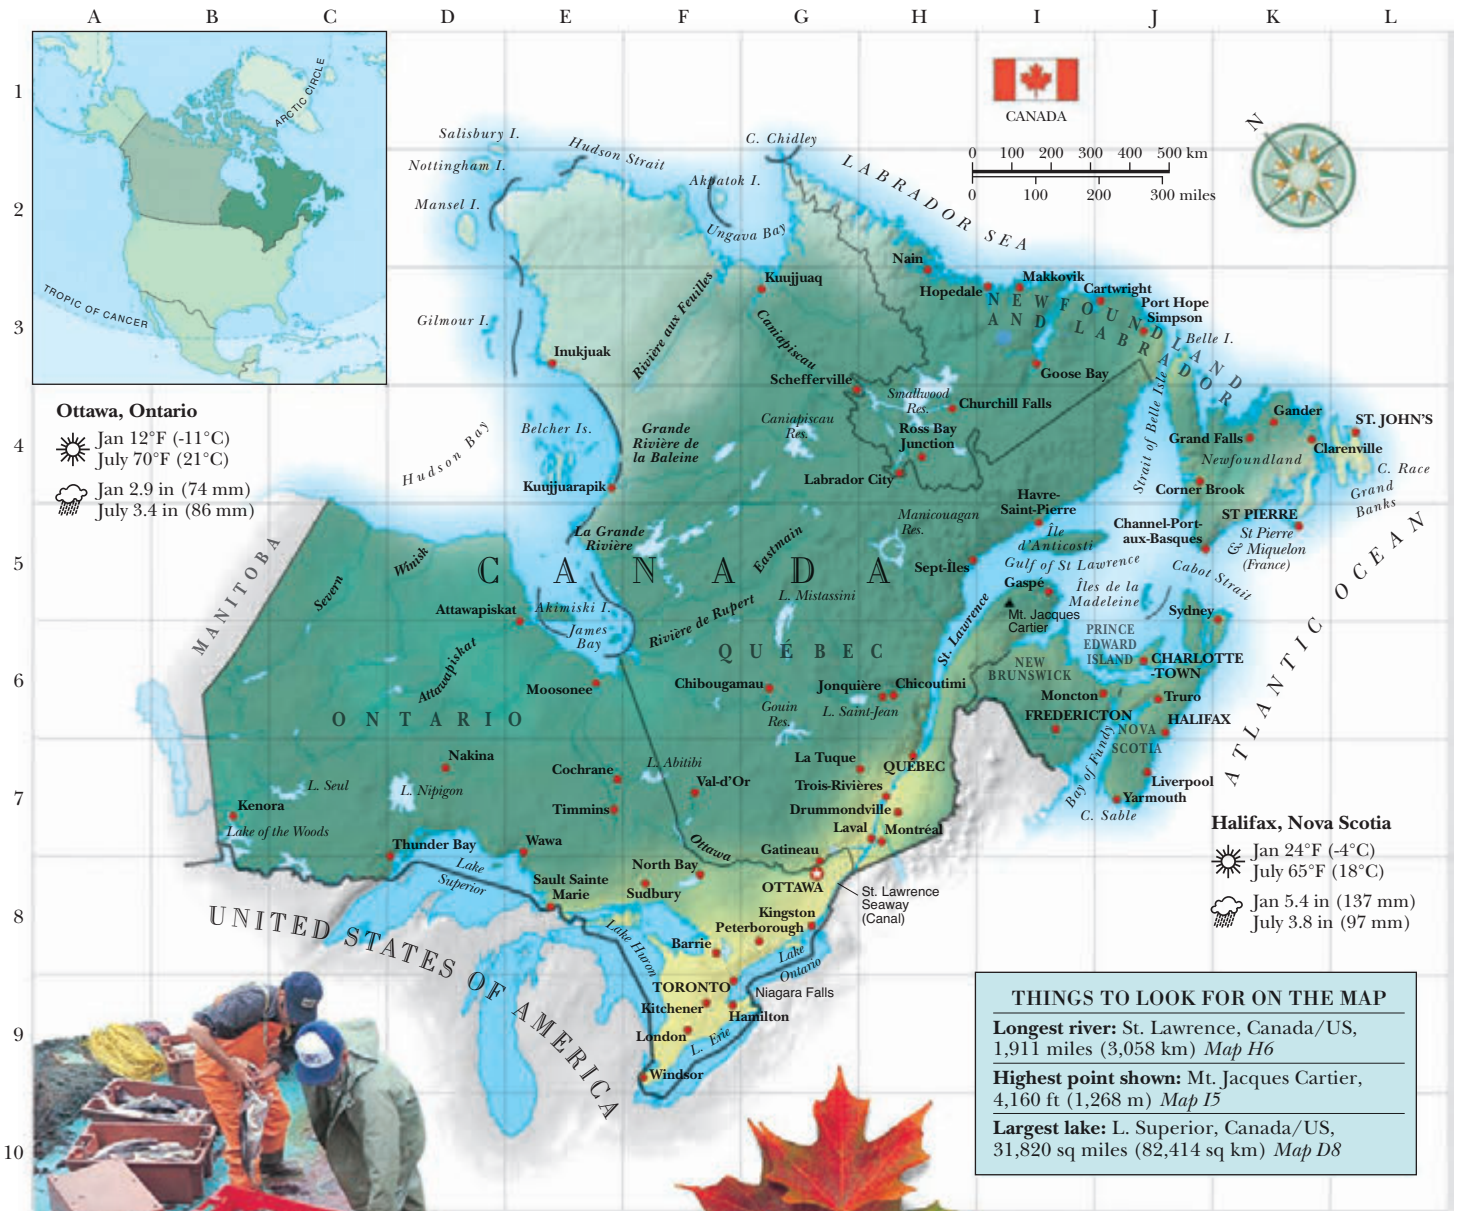 A B C D E F G H I J K L
1
2
3
4
5
6
7
8
9
10
ARCTIC CIRCLE
TROPIC OF CANCER
CANADA
N
0 100 200 300 400 500 km
0 100 200 300 miles
Salisbury I.
Nottingham I.
Mansel I.
Hudson Strait
C. Chidley
Akpatok I.
Ungava Bay
LABRADOR SEA
Nain
Kuujjuaq
Hopedale
Makkovik
Cartwright
Port Hope
Simpson
NEWFOUNDLAND
AND LABRADOR
Belle I.
Gilmour I.
Rivière aux Feuilles
Caniapiscau
Inukjuak
Schefferville
Goose Bay
Smallwood
Res.
Churchill Falls
Strait of Belle Isle
Ottawa, Ontario
Jan 12°F (-11°C)
July 70°F (21°C)
Jan 2.9 in (74 mm)
July 3.4 in (86 mm)
Hudson Bay
Belcher Is.
Grande
Rivière de
la Baleine
Caniapiscau
Res.
Ross Bay
Junction
Labrador City
Gander
ST. JOHN'S
Grand Falls
Clarenville
Newfoundland
C. Race
Grand
Banks
Corner Brook
Kuujjuarapik
ST PIERRE
St Pierre
& Miquelon
(France)
Havre-
Saint-Pierre
Channel-Port-
aux-Basques
Manicouagan
Res.
La Grande
Rivière
Eastmain
Île
d'Anticosti
MANITOBA
Severn
Winisk
CANADA
Sept-Îles
Gulf of St Lawrence
Cabot Strait
ATLANTIC OCEAN
Gaspé
Îles de la
Madeleine
Attawapiskat
Akimiski I.
James
Bay
Rivière de Rupert
L. Mistassini
St. Lawrence
Mt. Jacques
Cartier
Sydney
PRINCE
EDWARD
ISLAND
QUÉBEC
CHARLOTTE
-TOWN
NEW
BRUNSWICK
Attawapiskat
Moosonee
Chibougamau
Jonquière
Chicoutimi
Moncton
Truro
Gouin
Res.
L. Saint-Jean
ONTARIO
FREDERICTON
HALIFAX
NOVA
SCOTIA
Nakina
Cochrane
L. Abitibi
La Tuque
QUÉBEC
Val-d'Or
Trois-Rivières
Bay of Fundy
Liverpool
Yarmouth
L. Seul
L. Nipigon
Kenora
Timmins
Drummondville
C. Sable
Lake of the Woods
Laval
Montréal
Thunder Bay
Wawa
Ottawa
Gatineau
Halifax, Nova Scotia
Jan 24°F (-4°C)
July 65°F (18°C)
Jan 5.4 in (137 mm)
July 3.8 in (97 mm)
Lake
Superior
North Bay
Sault Sainte
Marie
Sudbury
OTTAWA
St. Lawrence
Seaway
(Canal)
Kingston
Peterborough
UNITED STATES OF AMERICA
Lake Huron
Barrie
Lake
Ontario
TORONTO
Niagara Falls
Kitchener
Hamilton
London
L. Erie
Windsor
THINGS TO LOOK FOR ON THE MAP
Longest river: St. Lawrence, Canada/US,
1,911 miles (3,058 km) Map H6
Highest point shown: Mt. Jacques Cartier,
4,160 ft (1,268 m) Map I5
Largest lake: L. Superior, Canada/US,
31,820 sq miles (82,414 sq km) Map D8